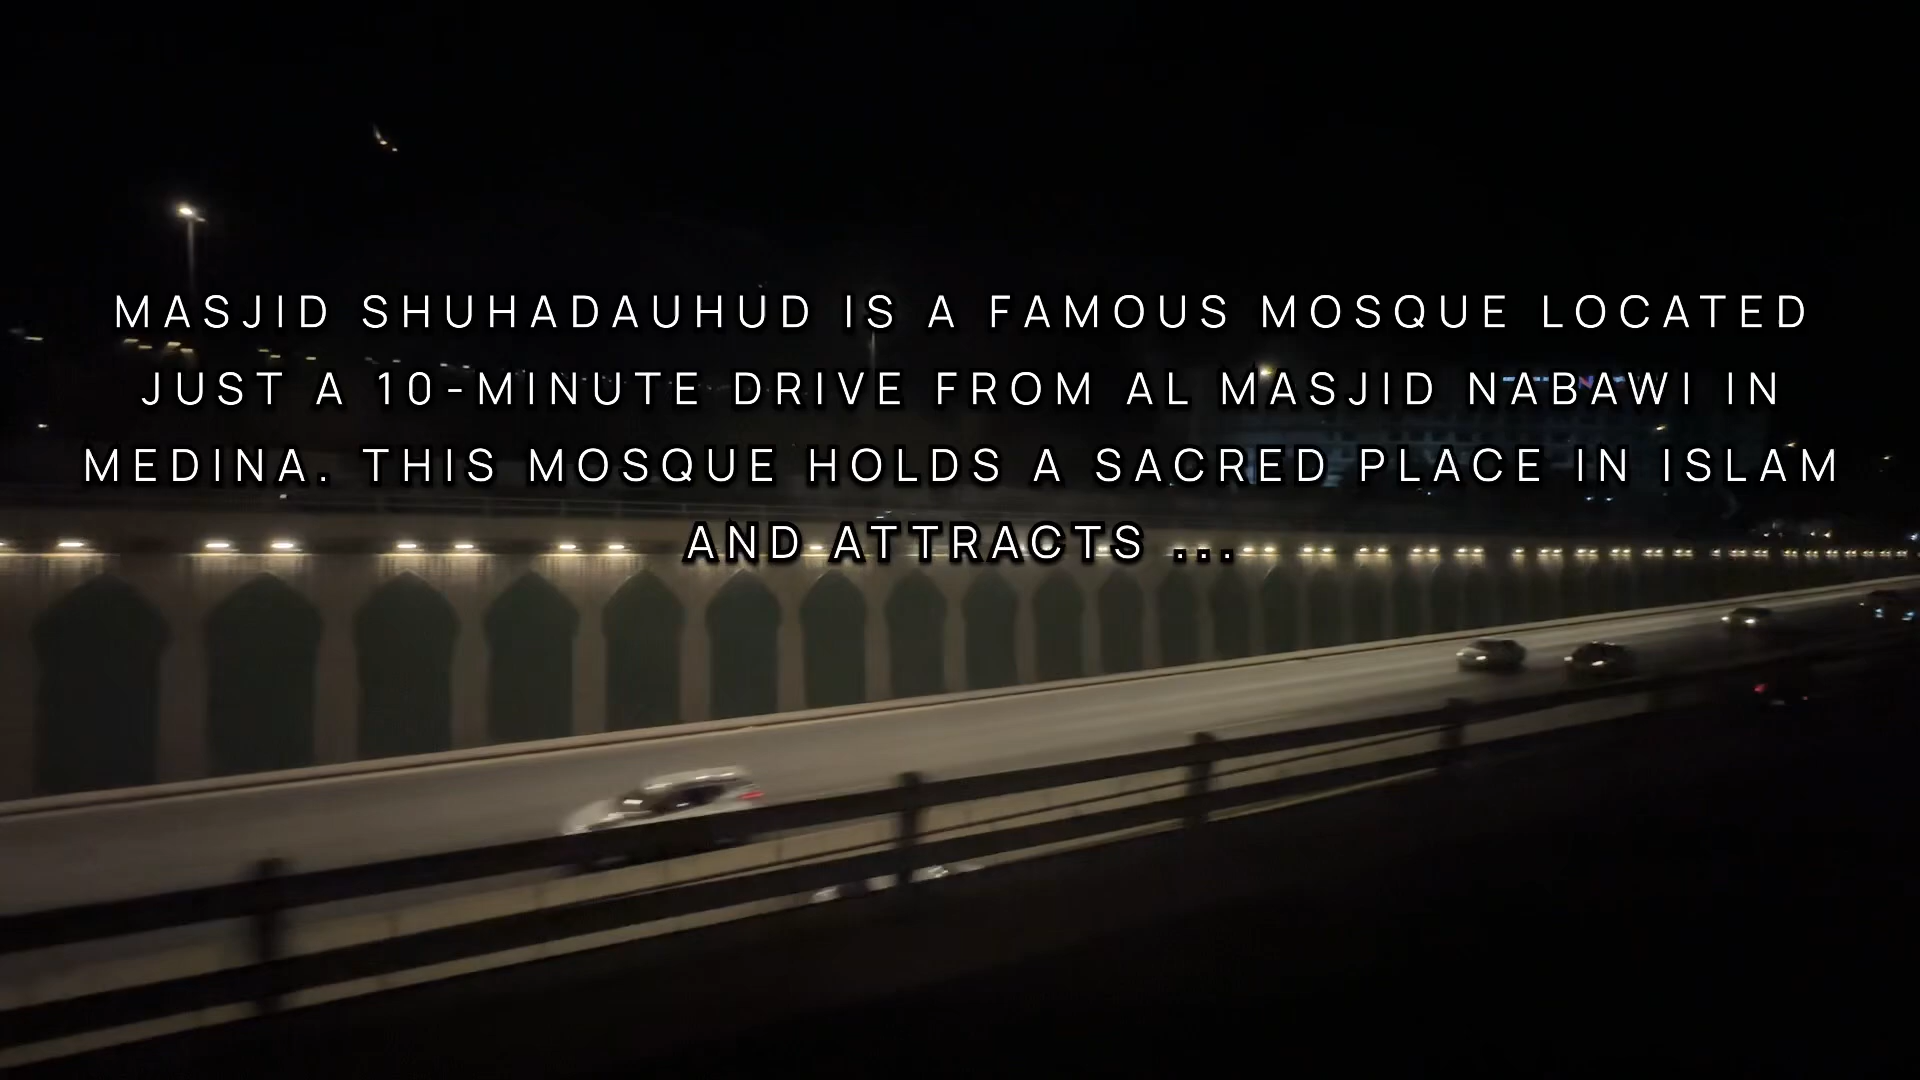 MASJID SHUHADAUHUD IS A FAMOUS MOSQUE LOCATED
JUST A 10-MINUTE DRIVE FROM AL MASJID NABAWI IN
MEDINA. THIS MOSQUE HOLDS A SACRED PLACE IN ISLAM
AND ATTRACTS ...